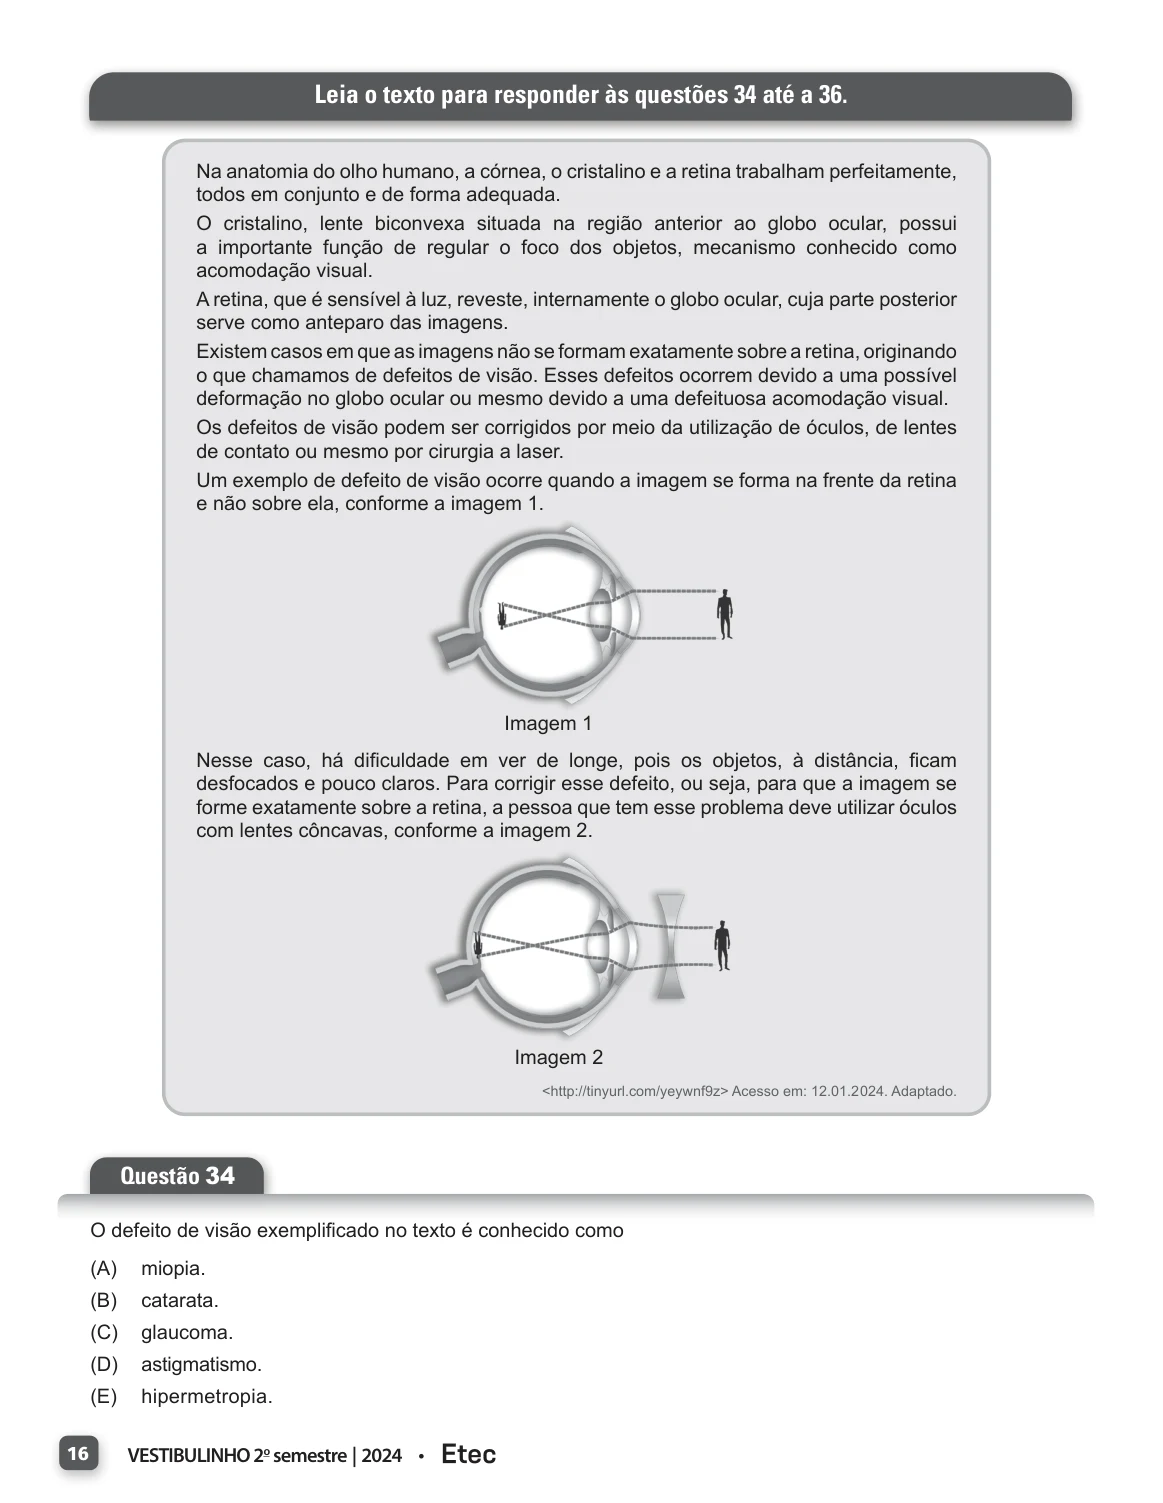 Leia o texto para responder às questões 34 até a 36.
Na anatomia do olho humano, a córnea, o cristalino e a retina trabalham perfeitamente,
todos em conjunto e de forma adequada.
O cristalino, lente biconvexa situada na região anterior ao globo ocular, possui
a importante função de regular o foco dos objetos, mecanismo conhecido como
acomodação visual.
A retina, que é sensível à luz, reveste, internamente o globo ocular, cuja parte posterior
serve como anteparo das imagens.
Existem casos em que as imagens não se formam exatamente sobre a retina, originando
o que chamamos de defeitos de visão. Esses defeitos ocorrem devido a uma possível
deformação no globo ocular ou mesmo devido a uma defeituosa acomodação visual.
Os defeitos de visão podem ser corrigidos por meio da utilização de óculos, de lentes
de contato ou mesmo por cirurgia a laser.
Um exemplo de defeito de visão ocorre quando a imagem se forma na frente da retina
e não sobre ela, conforme a imagem 1.
Imagem 1
Nesse caso, há dificuldade em ver de longe, pois os objetos, à distância, ficam
desfocados e pouco claros. Para corrigir esse defeito, ou seja, para que a imagem se
forme exatamente sobre a retina, a pessoa que tem esse problema deve utilizar óculos
com lentes côncavas, conforme a imagem 2.
Imagem 2
<http://tinyurl.com/yeywnf9z> Acesso em: 12.01.2024. Adaptado.
Questão 34
O defeito de visão exemplificado no texto é conhecido como
(A) miopia.
(B) catarata.
(C) glaucoma.
(D) astigmatismo.
(E) hipermetropia.
16 VESTIBULINHO 2º semestre | 2024 • Etec